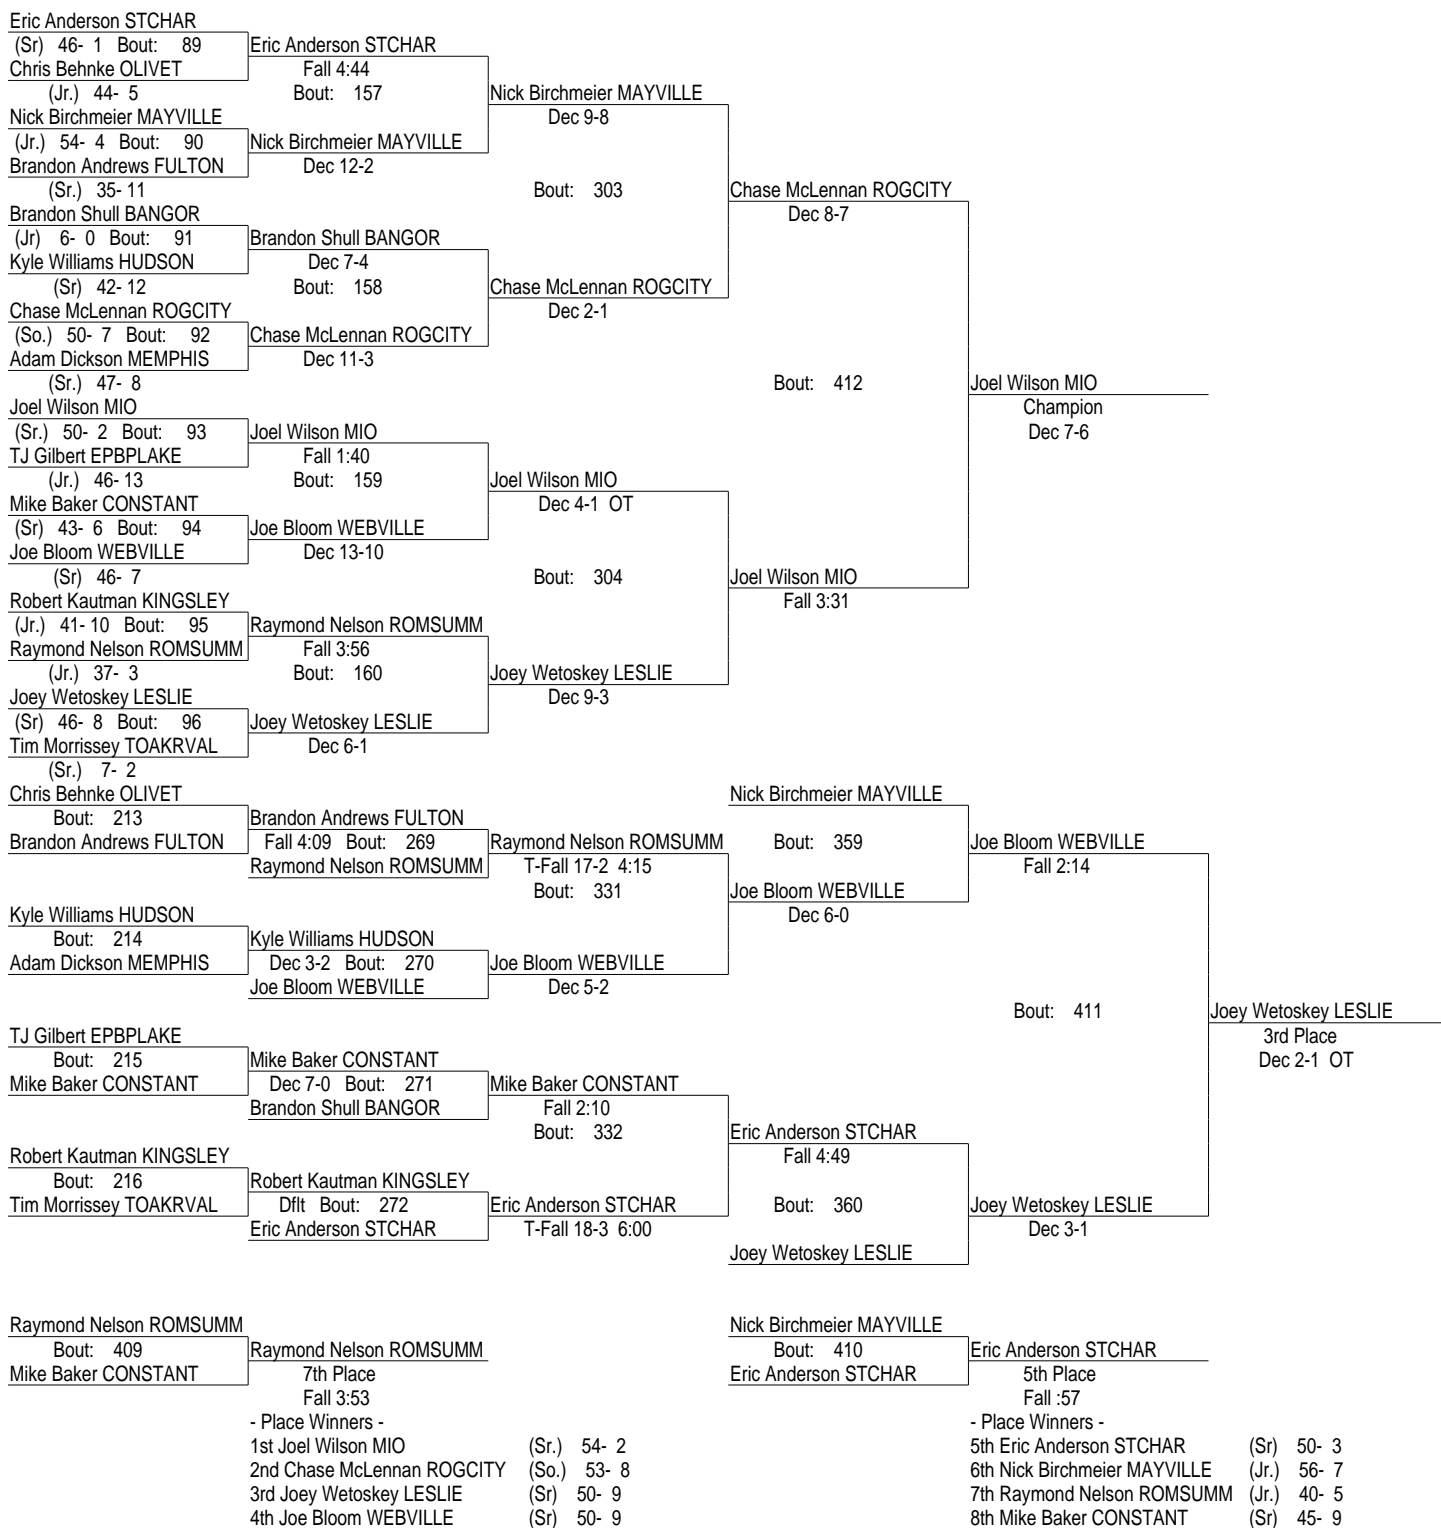 Eric Anderson STCHAR
(Sr) 46- 1 Bout: 89 Eric Anderson STCHAR
Chris Behnke OLIVET Fall 4:44
(Jr.) 44- 5 Bout: 157 Nick Birchmeier MAYVILLE
Nick Birchmeier MAYVILLE Dec 9-8
(Jr.) 54- 4 Bout: 90 Nick Birchmeier MAYVILLE
Brandon Andrews FULTON Dec 12-2
(Sr.) 35- 11 Bout: 303 Chase McLennan ROGCITY
Brandon Shull BANGOR Dec 8-7
(Jr) 6- 0 Bout: 91 Brandon Shull BANGOR
Kyle Williams HUDSON Dec 7-4
(Sr) 42- 12 Bout: 158 Chase McLennan ROGCITY
Chase McLennan ROGCITY Dec 2-1
(So.) 50- 7 Bout: 92 Chase McLennan ROGCITY
Adam Dickson MEMPHIS Dec 11-3
(Sr.) 47- 8 Bout: 412 Joel Wilson MIO
Joel Wilson MIO Champion
(Sr.) 50- 2 Bout: 93 Joel Wilson MIO Dec 7-6
TJ Gilbert EPBPLAKE Fall 1:40
(Jr.) 46- 13 Bout: 159 Joel Wilson MIO
Mike Baker CONSTANT Dec 4-1 OT
(Sr) 43- 6 Bout: 94 Joe Bloom WEBVILLE
Joe Bloom WEBVILLE Dec 13-10
(Sr) 46- 7 Bout: 304 Joel Wilson MIO
Robert Kautman KINGSLEY Fall 3:31
(Jr.) 41- 10 Bout: 95 Raymond Nelson ROMSUMM
Raymond Nelson ROMSUMM Fall 3:56
(Jr.) 37- 3 Bout: 160 Joey Wetoskey LESLIE
Joey Wetoskey LESLIE Dec 9-3
(Sr) 46- 8 Bout: 96 Joey Wetoskey LESLIE
Tim Morrissey TOAKRVAL Dec 6-1
(Sr.) 7- 2
Chris Behnke OLIVET Nick Birchmeier MAYVILLE
Bout: 213 Brandon Andrews FULTON
Brandon Andrews FULTON Fall 4:09 Bout: 269 Raymond Nelson ROMSUMM Bout: 359 Joe Bloom WEBVILLE
Raymond Nelson ROMSUMM T-Fall 17-2 4:15 Fall 2:14
Bout: 331 Joe Bloom WEBVILLE
Kyle Williams HUDSON Dec 6-0
Bout: 214 Kyle Williams HUDSON
Adam Dickson MEMPHIS Dec 3-2 Bout: 270 Joe Bloom WEBVILLE
Joe Bloom WEBVILLE Dec 5-2
Bout: 411 Joey Wetoskey LESLIE
TJ Gilbert EPBPLAKE 3rd Place
Bout: 215 Mike Baker CONSTANT Dec 2-1 OT
Mike Baker CONSTANT Dec 7-0 Bout: 271 Mike Baker CONSTANT
Brandon Shull BANGOR Fall 2:10
Bout: 332 Eric Anderson STCHAR
Robert Kautman KINGSLEY Fall 4:49
Bout: 216 Robert Kautman KINGSLEY
Tim Morrissey TOAKRVAL Dflt Bout: 272 Eric Anderson STCHAR Bout: 360 Joey Wetoskey LESLIE
Eric Anderson STCHAR T-Fall 18-3 6:00 Dec 3-1
Joey Wetoskey LESLIE
Raymond Nelson ROMSUMM Nick Birchmeier MAYVILLE
Bout: 409 Raymond Nelson ROMSUMM Bout: 410 Eric Anderson STCHAR
Mike Baker CONSTANT 7th Place Eric Anderson STCHAR 5th Place
Fall 3:53 Fall :57
- Place Winners - - Place Winners -
1st Joel Wilson MIO (Sr.) 54- 2 5th Eric Anderson STCHAR (Sr) 50- 3
2nd Chase McLennan ROGCITY (So.) 53- 8 6th Nick Birchmeier MAYVILLE (Jr.) 56- 7
3rd Joey Wetoskey LESLIE (Sr) 50- 9 7th Raymond Nelson ROMSUMM (Jr.) 40- 5
4th Joe Bloom WEBVILLE (Sr) 50- 9 8th Mike Baker CONSTANT (Sr) 45- 9